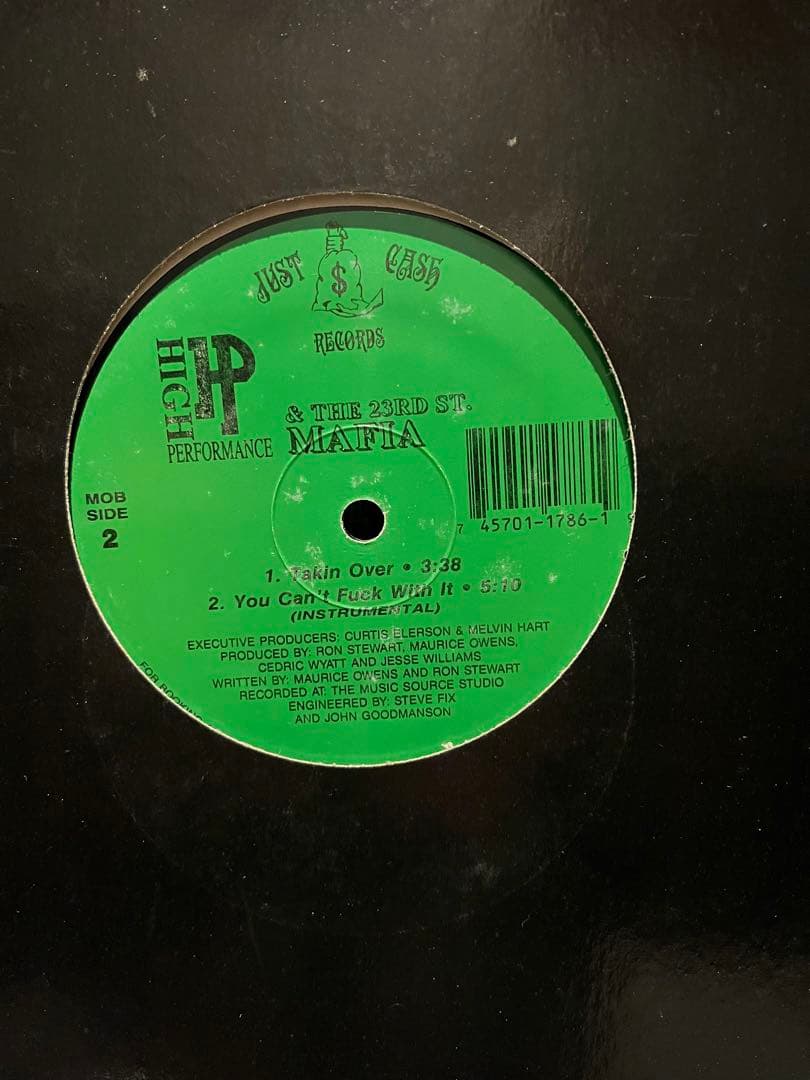 JUST $ CASH
RECORDS
HP
HIGH
PERFORMANCE
& THE 23RD ST.
MAFIA
MOB
SIDE
2
7 45701-1786-1 9
1. Takin Over • 3:38
2. You Can't Fuck With It • 5:10
(INSTRUMENTAL)
EXECUTIVE PRODUCERS: CURTIS ELERSON & MELVIN HART
PRODUCED BY: RON STEWART, MAURICE OWENS,
CEDRIC WYATT AND JESSE WILLIAMS
WRITTEN BY: MAURICE OWENS AND RON STEWART
RECORDED AT: THE MUSIC SOURCE STUDIO
ENGINEERED BY: STEVE FIX
AND JOHN GOODMANSON
FOR BOOKING